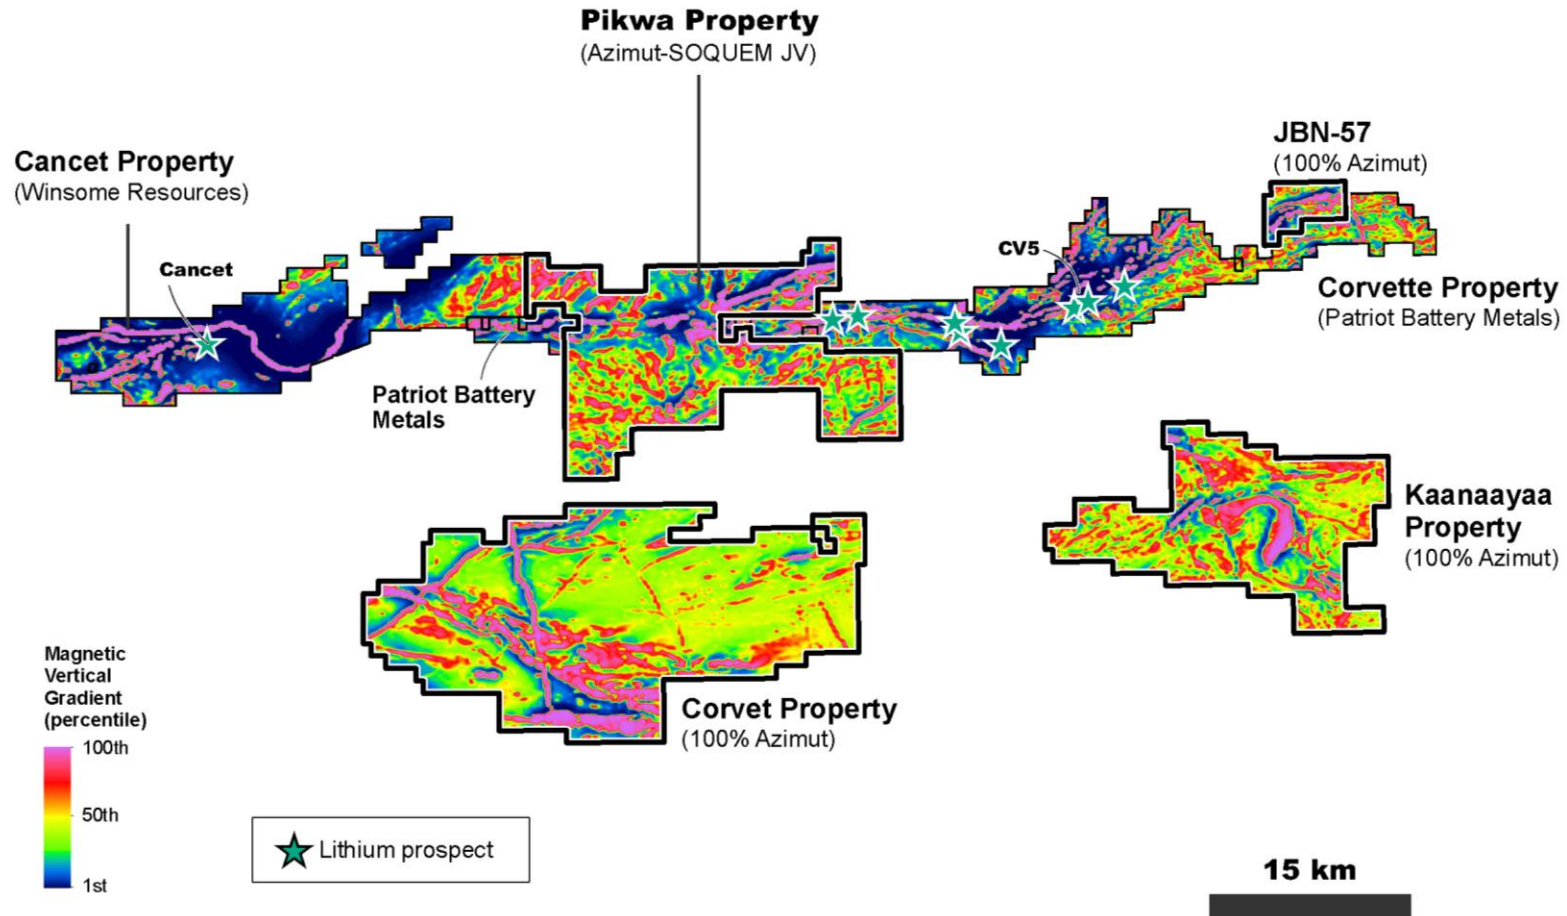 Pikwa Property
(Azimut-SOQUEM JV)
JBN-57
(100% Azimut)
Cancet Property
(Winsome Resources)
Cancet
CV5
Corvette Property
(Patriot Battery Metals)
Patriot Battery
Metals
Kaanaayaa
Property
(100% Azimut)
Corvet Property
(100% Azimut)
Magnetic
Vertical
Gradient
(percentile)
100th
50th
1st
Lithium prospect
15 km